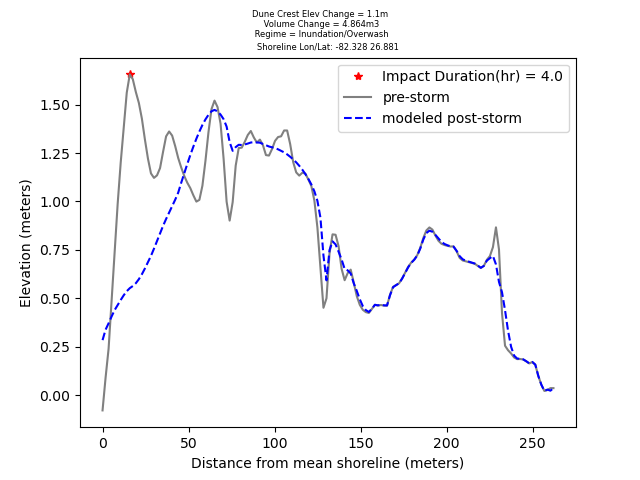 Dune Crest Elev Change = 1.1m
Volume Change = 4.864m3
Regime = Inundation/Overwash
Shoreline Lon/Lat: -82.328 26.881
Impact Duration(hr) = 4.0
pre-storm
modeled post-storm
1.50
1.25
1.00
0.75
0.50
0.25
0.00
Elevation (meters)
0 50 100 150 200 250
Distance from mean shoreline (meters)